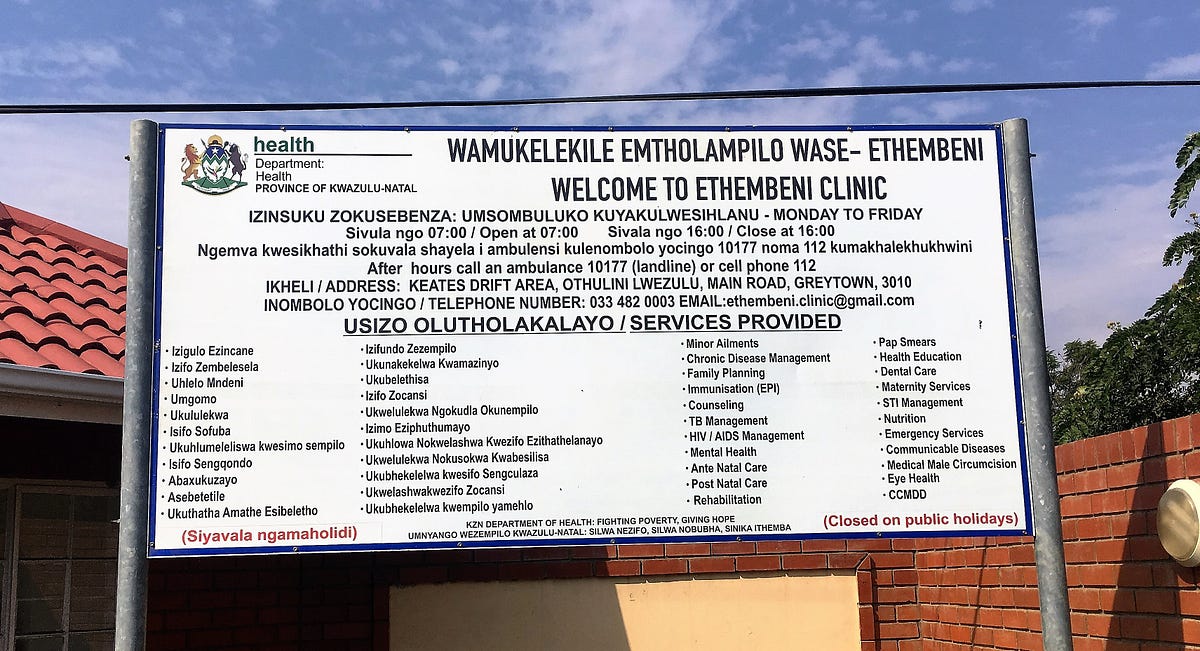 health
Department:
Health
PROVINCE OF KWAZULU-NATAL
WAMUKELEKILE EMTHOLAMPILO WASE- ETHEMBENI
WELCOME TO ETHEMBENI CLINIC
IZINSUKU ZOKUSEBENZA: UMSOMBULUKO KUYAKULWESIHLANU - MONDAY TO FRIDAY
Sivula ngo 07:00 / Open at 07:00 Sivala ngo 16:00 / Close at 16:00
Ngemva kwesikhathi sokuvala shayela i ambulensi kulenombolo yocingo 10177 noma 112 kumakhalekhukhwini
After hours call an ambulance 10177 (landline) or cell phone 112
IKHELI / ADDRESS: KEATES DRIFT AREA, OTHULINI LWEZULU, MAIN ROAD, GREYTOWN, 3010
INOMBOLO YOCINGO / TELEPHONE NUMBER: 033 482 0003 EMAIL:ethembeni.clinic@gmail.com
USIZO OLUTHOLAKALAYO / SERVICES PROVIDED
· Izigulo Ezincane
· Izifo Zembelesela
· Uhlelo Mndeni
· Umgomo
· Ukululekwa
· Isifo Sofuba
· Ukuhlumeleliswa kwesimo sempilo
· Isifo Sengqondo
· Abaxukuzayo
· Asebetetile
· Ukuthatha Amathe Esibeletho
· Izifundo Zezempilo
· Ukunakekelwa Kwamazinyo
· Ukubelethisa
· Izifo Zocansi
· Ukwelulekwa Ngokudla Okunempilo
· Izimo Eziphuthumayo
· Ukuhlowa Nokwelashwa Kwezifo Ezithathelanayo
· Ukwelulekwa Nokusokwa Kwabesilisa
· Ukubhekelelwa kwesifo Sengculaza
· Ukwelashwakwezifo Zocansi
· Ukubhekelelwa kwempilo yamehlo
· Minor Ailments
· Chronic Disease Management
· Family Planning
· Immunisation (EPI)
· Counseling
· TB Management
· HIV / AIDS Management
· Mental Health
· Ante Natal Care
· Post Natal Care
· Rehabilitation
· Pap Smears
· Health Education
· Dental Care
· Maternity Services
· STI Management
· Nutrition
· Emergency Services
· Communicable Diseases
· Medical Male Circumcision
· Eye Health
· CCMDD
(Siyavala ngamaholidi)
KZN DEPARTMENT OF HEALTH: FIGHTING POVERTY, GIVING HOPE
UMNYANGO WEZEMPILO KWAZULU-NATAL: SILWA NEZIFO, SILWA NOBUBHA, SINIKA ITHEMBA
(Closed on public holidays)